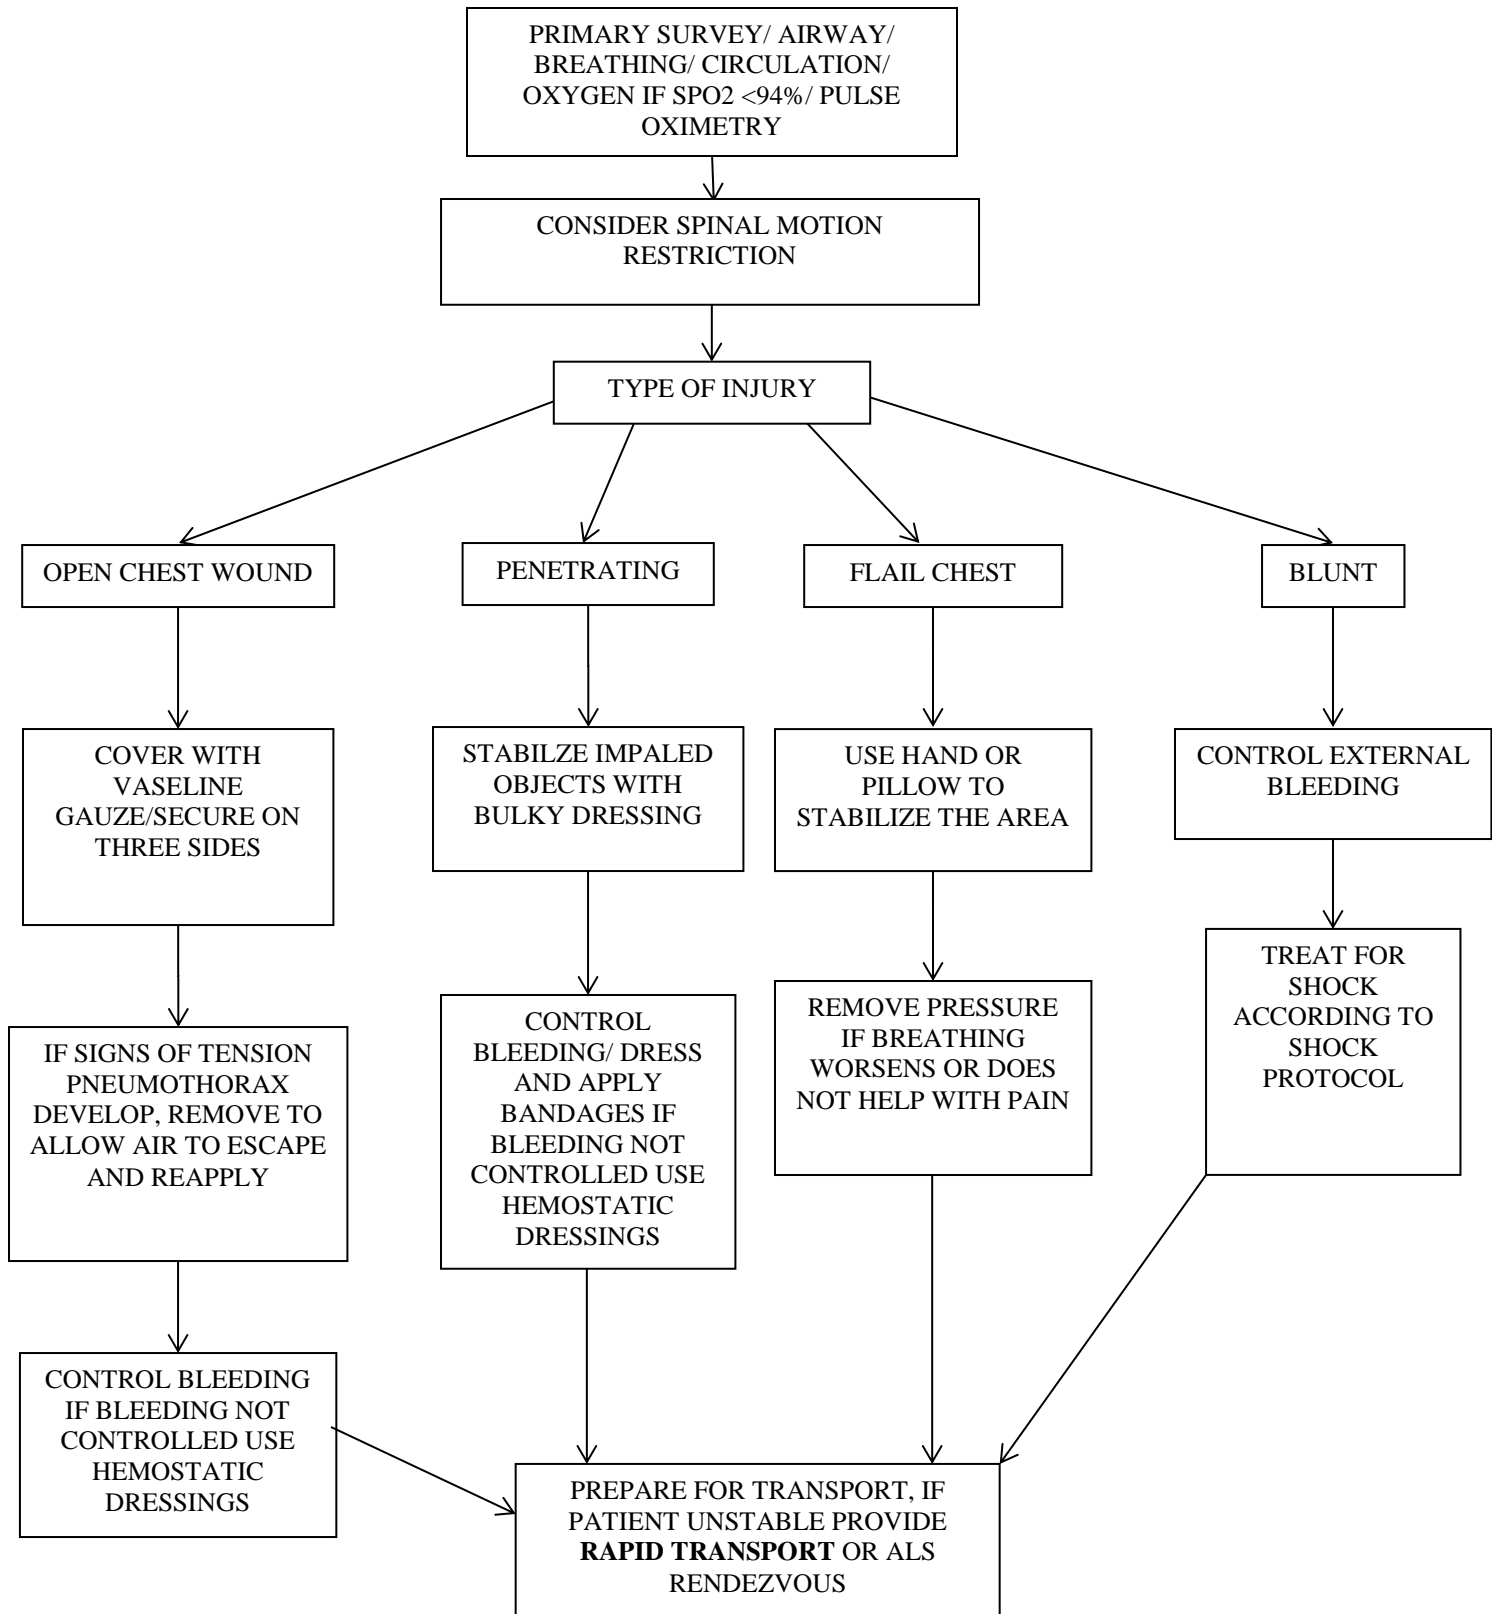 PRIMARY SURVEY/ AIRWAY/
BREATHING/ CIRCULATION/
OXYGEN IF SPO2 <94%/ PULSE
OXIMETRY
CONSIDER SPINAL MOTION
RESTRICTION
TYPE OF INJURY
OPEN CHEST WOUND
COVER WITH
VASELINE
GAUZE/SECURE ON
THREE SIDES
IF SIGNS OF TENSION
PNEUMOTHORAX
DEVELOP, REMOVE TO
ALLOW AIR TO ESCAPE
AND REAPPLY
CONTROL BLEEDING
IF BLEEDING NOT
CONTROLLED USE
HEMOSTATIC
DRESSINGS
PENETRATING
STABILZE IMPALED
OBJECTS WITH
BULKY DRESSING
CONTROL
BLEEDING/ DRESS
AND APPLY
BANDAGES IF
BLEEDING NOT
CONTROLLED USE
HEMOSTATIC
DRESSINGS
FLAIL CHEST
USE HAND OR
PILLOW TO
STABILIZE THE AREA
REMOVE PRESSURE
IF BREATHING
WORSENS OR DOES
NOT HELP WITH PAIN
BLUNT
CONTROL EXTERNAL
BLEEDING
TREAT FOR
SHOCK
ACCORDING TO
SHOCK
PROTOCOL
PREPARE FOR TRANSPORT, IF
PATIENT UNSTABLE PROVIDE
RAPID TRANSPORT OR ALS
RENDEZVOUS